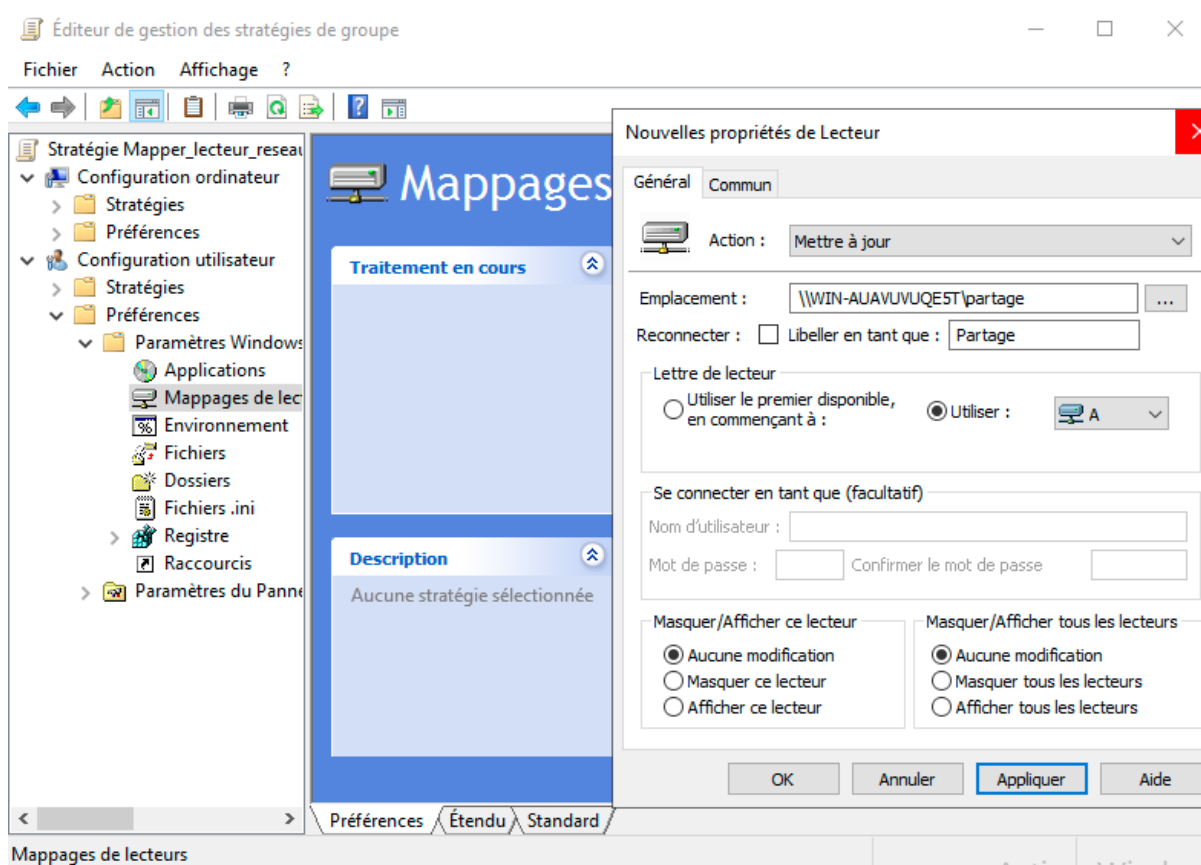 Éditeur de gestion des stratégies de groupe
Fichier Action Affichage ?
Stratégie Mapper_lecteur_reseau
Configuration ordinateur
Stratégies
Préférences
Configuration utilisateur
Stratégies
Préférences
Paramètres Windows
Applications
Mappages de lec
Environnement
Fichiers
Dossiers
Fichiers .ini
Registre
Raccourcis
Paramètres du Panne
Mappages
Traitement en cours
Description
Aucune stratégie sélectionnée
Préférences Étendu Standard
Mappages de lecteurs
Nouvelles propriétés de Lecteur
Général Commun
Action : Mettre à jour
Emplacement : \\WIN-AUAVUVUQE5T\partage ...
Reconnecter : Libeller en tant que : Partage
Lettre de lecteur
Utiliser le premier disponible,
en commençant à :
Utiliser : A
Se connecter en tant que (facultatif)
Nom d'utilisateur :
Mot de passe : Confirmer le mot de passe
Masquer/Afficher ce lecteur
Aucune modification
Masquer ce lecteur
Afficher ce lecteur
Masquer/Afficher tous les lecteurs
Aucune modification
Masquer tous les lecteurs
Afficher tous les lecteurs
OK Annuler Appliquer Aide